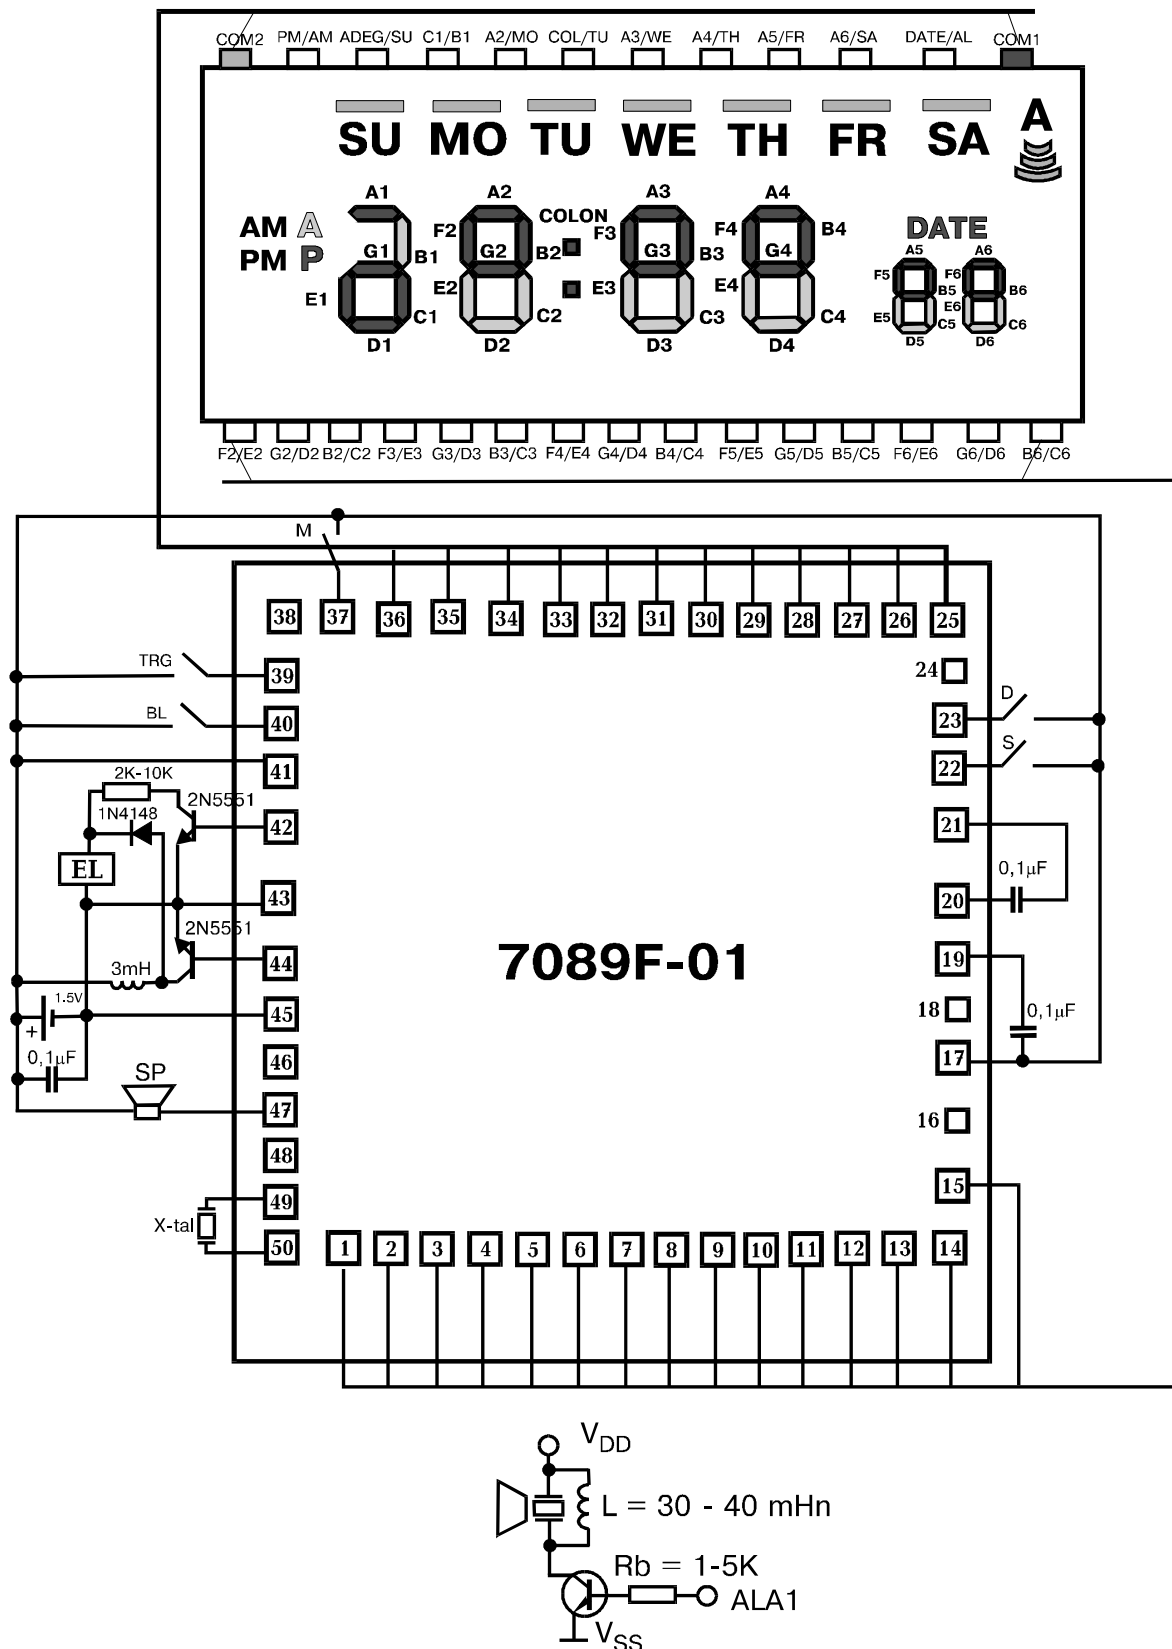 COM2 PM/AM ADEG/SU C1/B1 A2/MO COL/TU A3/WE A4/TH A5/FR A6/SA DATE/AL COM1
SU MO TU WE TH FR SA A
A1 A2 A3 A4
AM A F2 COLON F3 F4 B4 DATE
PM P G1 B1 G2 B2 G3 B3 G4 A5 A6
F5 F6
E1 E2 E3 E4 B5 B6
E6
C1 C2 C3 C4 E5 C5 C6
D1 D2 D3 D4 D5 D6
F2/E2 G2/D2 B2/C2 F3/E3 G3/D3 B3/C3 F4/E4 G4/D4 B4/C4 F5/E5 G5/D5 B5/C5 F6/E6 G6/D6 B6/C6
M
38 37 36 35 34 33 32 31 30 29 28 27 26 25
TRG 39 24
BL 40 23 D
41 22 S
2K-10K
1N4148 2N5551 42 21
EL 0,1µF
43 20
2N5551
3mH 44 7089F-01 19
1.5V 45 18 0,1µF
+
0,1µF 46 17
SP
47 16
48
49 15
X-tal
50 1 2 3 4 5 6 7 8 9 10 11 12 13 14
VDD
L = 30 - 40 mHn
Rb = 1-5K
ALA1
VSS